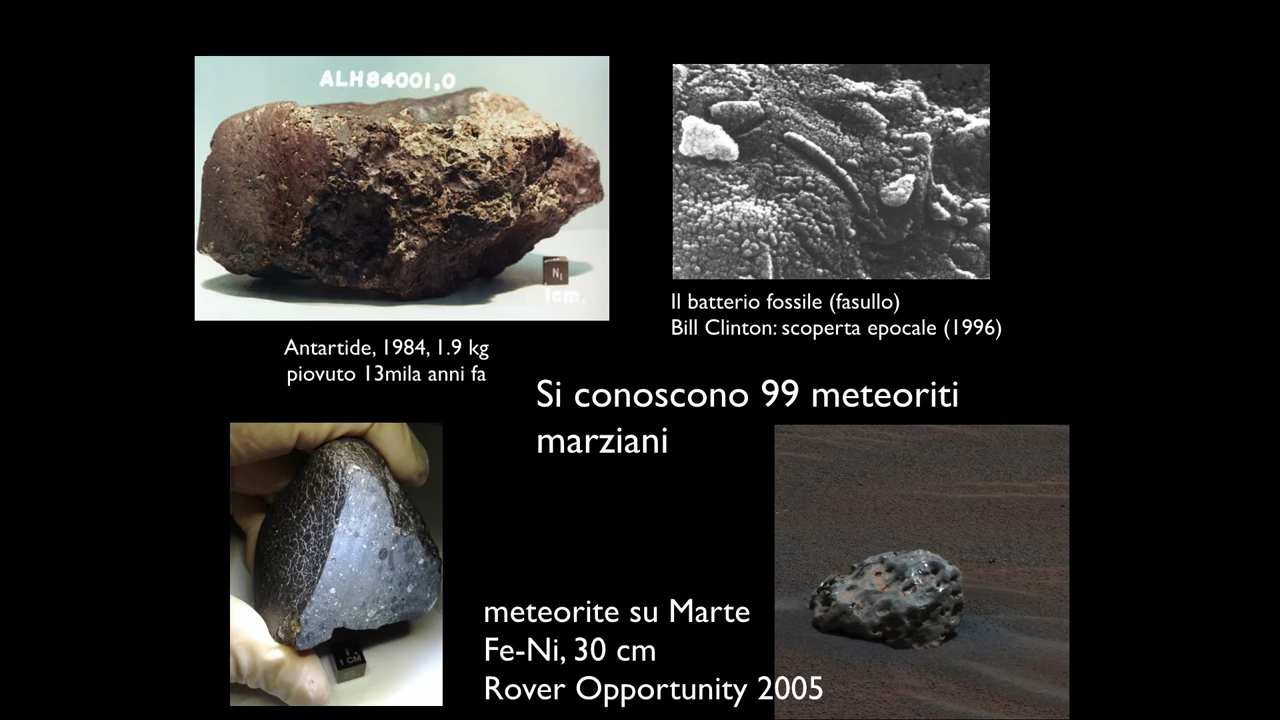 ALH84001,0
N1
1cm.
Antartide, 1984, 1.9 kg
piovuto 13mila anni fa
Il batterio fossile (fasullo)
Bill Clinton: scoperta epocale (1996)
Si conoscono 99 meteoriti
marziani
1 CM
meteorite su Marte
Fe-Ni, 30 cm
Rover Opportunity 2005